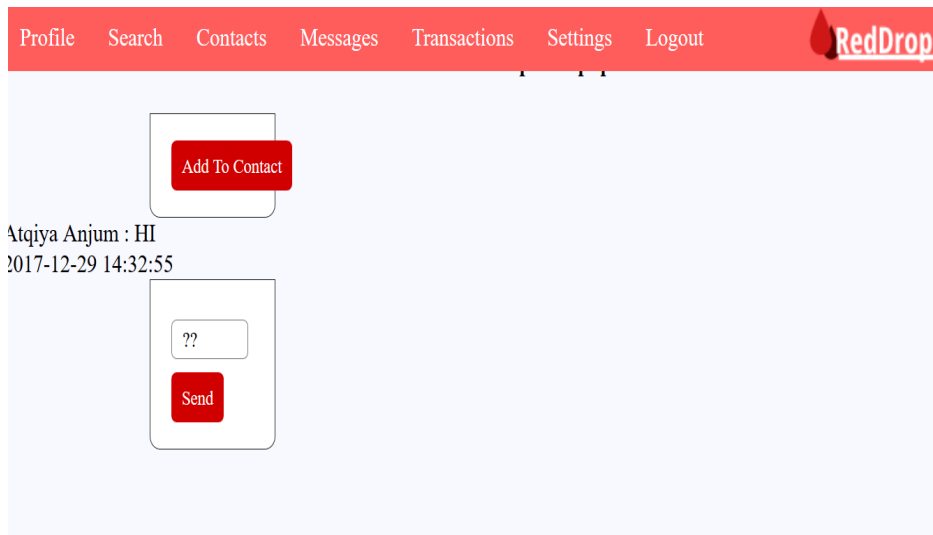 Profile Search Contacts Messages Transactions Settings Logout RedDrop
Add To Contact
Atqiya Anjum : HI
2017-12-29 14:32:55
??
Send